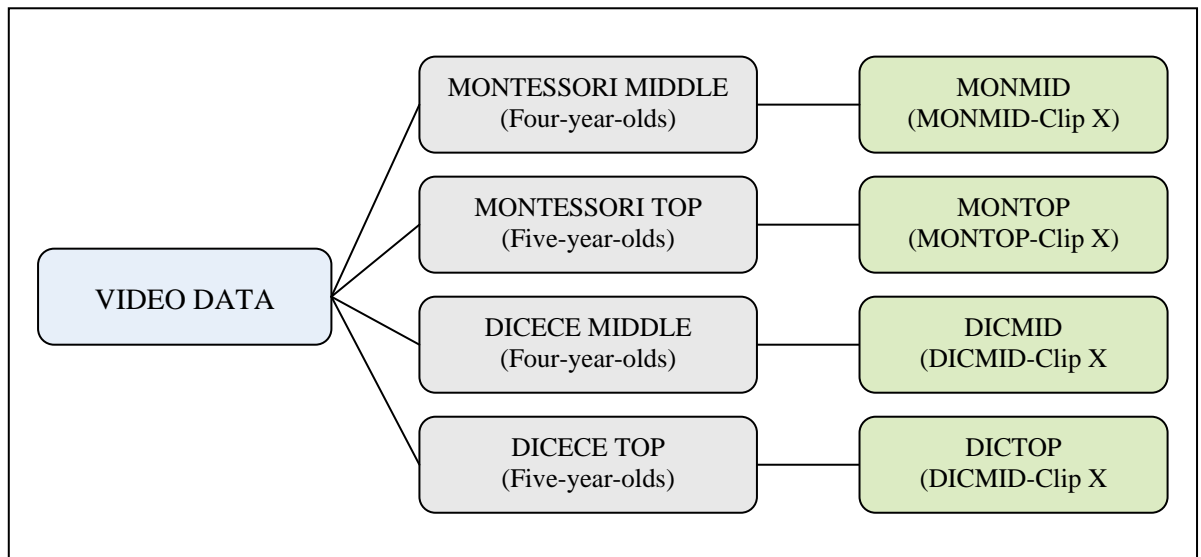 MONTESSORI MIDDLE
(Four-year-olds)
MONMID
(MONMID-Clip X)
MONTESSORI TOP
(Five-year-olds)
MONTOP
(MONTOP-Clip X)
VIDEO DATA
DICECE MIDDLE
(Four-year-olds)
DICMID
(DICMID-Clip X
DICECE TOP
(Five-year-olds)
DICTOP
(DICMID-Clip X